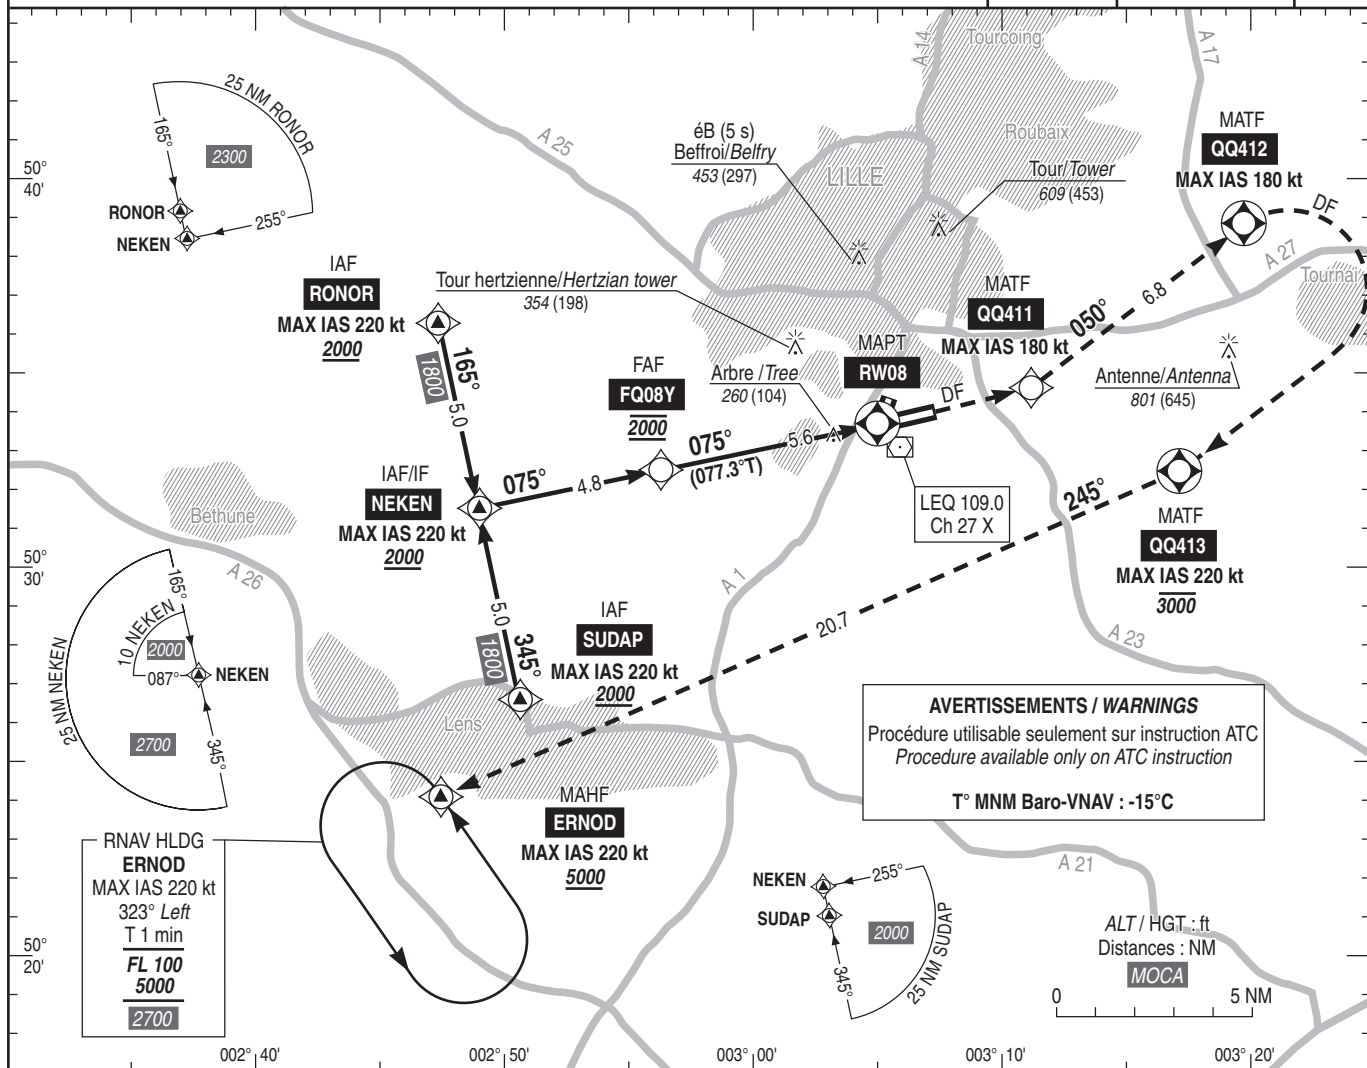 A 14
Tourcoing
A 17
25 NM RONOR
165°
2300
RONOR
NEKEN
255°
50°
40'
A 25
éB (5 s)
Beffroi/Belfry
453 (297)
LILLE
Roubaix
Tour/Tower
609 (453)
MATF
QQ412
MAX IAS 180 kt
DF
A 27
Tournai
IAF
RONOR
MAX IAS 220 kt
2000
Tour hertzienne/Hertzian tower
354 (198)
MATF
QQ411
MAX IAS 180 kt
050°
6.8
165°
1800
5.0
FAF
FQ08Y
2000
Arbre /Tree
260 (104)
MAPT
RW08
DF
Antenne/Antenna
801 (645)
075°
(077.3°T)
5.6
IAF/IF
NEKEN
MAX IAS 220 kt
2000
075°
4.8
LEQ 109.0
Ch 27 X
245°
MATF
QQ413
MAX IAS 220 kt
3000
Béthune
A 26
50°
30'
A 1
20.7
A 23
25 NM NEKEN
10 NEKEN
165°
2000
087°
NEKEN
2700
345°
5.0
1800
345°
IAF
SUDAP
MAX IAS 220 kt
2000
Lens
AVERTISSEMENTS / WARNINGS
Procédure utilisable seulement sur instruction ATC
Procedure available only on ATC instruction
T° MNM Baro-VNAV : -15°C
MAHF
ERNOD
MAX IAS 220 kt
5000
RNAV HLDG
ERNOD
MAX IAS 220 kt
323° Left
T 1 min
FL 100
5000
2700
A 21
NEKEN
255°
SUDAP
2000
345°
25 NM SUDAP
ALT / HGT : ft
Distances : NM
MOCA
0
5 NM
50°
20'
002° 40'
002° 50'
003° 00'
003° 10'
003° 20'